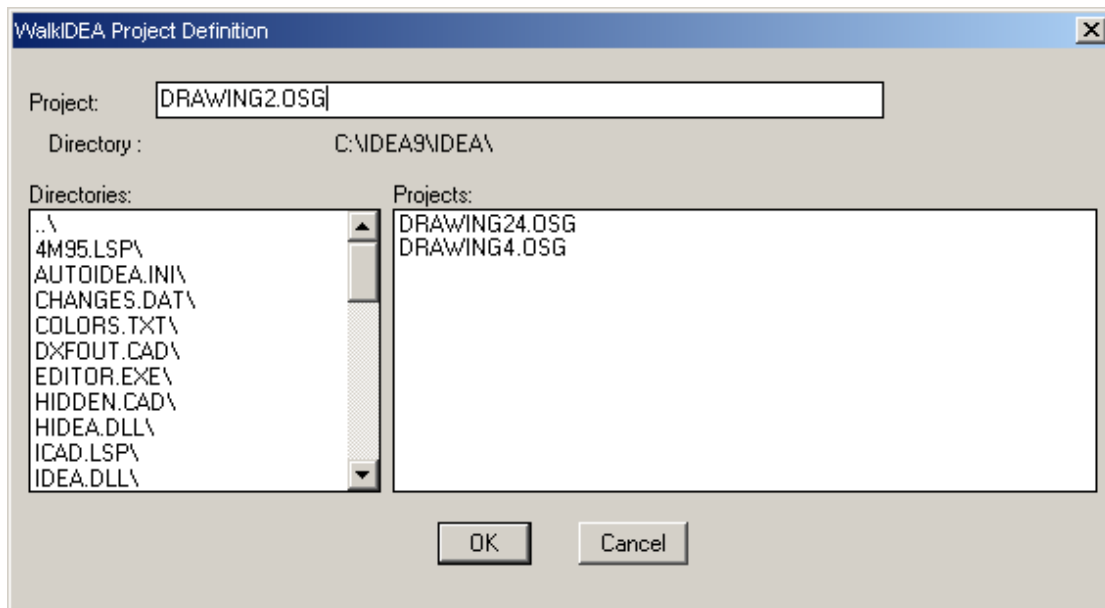 WalkIDEA Project Definition
Project: DRAWING2.OSG
Directory : C:\IDEA9\IDEA\
Directories:
..\
4M95.LSP\
AUTOIDEA.INI\
CHANGES.DAT\
COLORS.TXT\
DXFOUT.CAD\
EDITOR.EXE\
HIDDEN.CAD\
HIDEA.DLL\
ICAD.LSP\
IDEA.DLL\
Projects:
DRAWING24.OSG
DRAWING4.OSG
OK Cancel